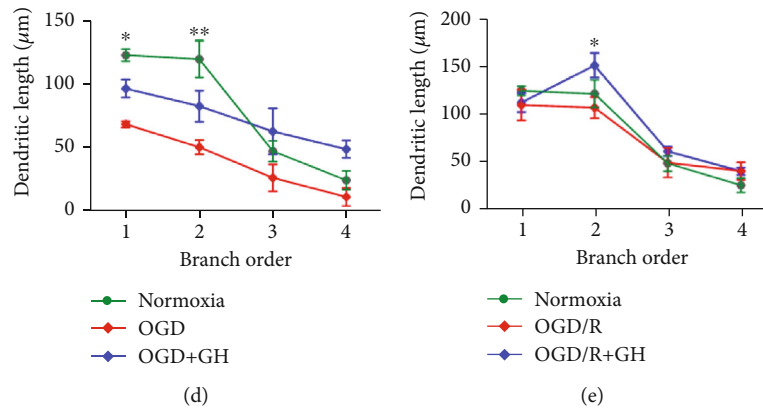 Dendritic length (µm)
150
100
50
0
*
**
1 2 3 4
Branch order
Normoxia
OGD
OGD+GH
(d)
Dendritic length (µm)
200
150
100
50
0
*
1 2 3 4
Branch order
Normoxia
OGD/R
OGD/R+GH
(e)